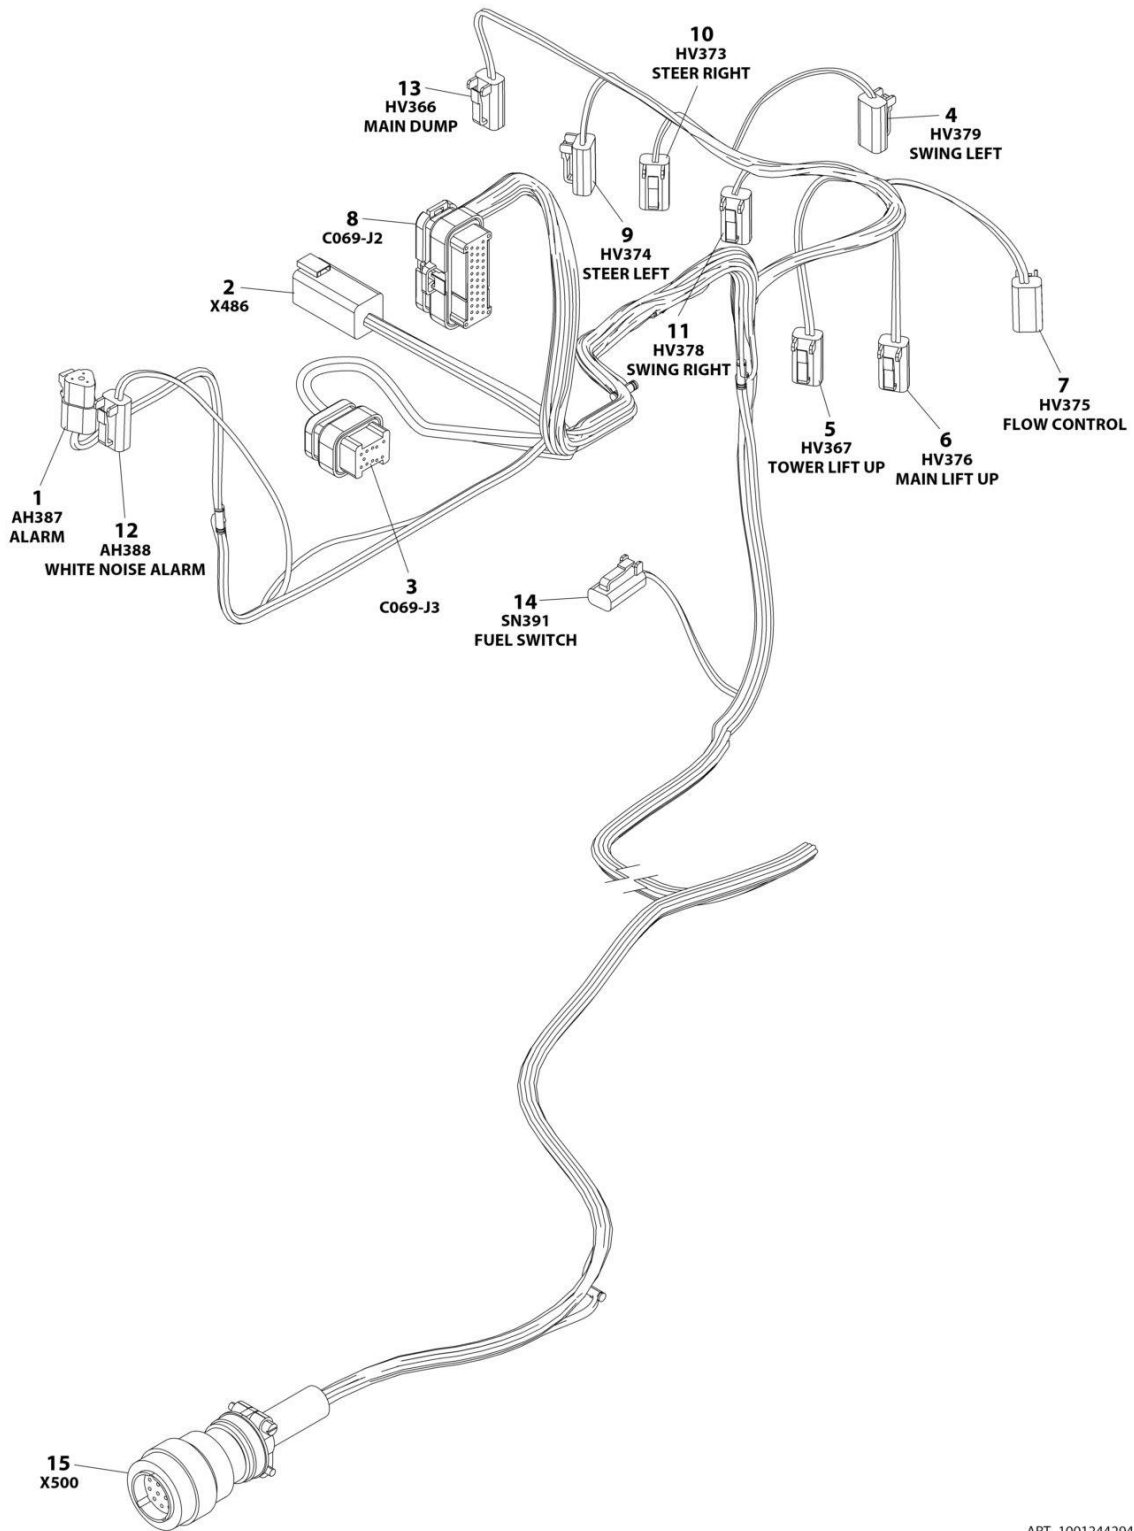 10
HV373
STEER RIGHT
13
HV366
MAIN DUMP
4
HV379
SWING LEFT
8
C069-J2
9
HV374
STEER LEFT
2
X486
11
HV378
SWING RIGHT
7
HV375
FLOW CONTROL
5
HV367
TOWER LIFT UP
6
HV376
MAIN LIFT UP
1
AH387
ALARM
12
AH388
WHITE NOISE ALARM
3
C069-J3
14
SN391
FUEL SWITCH
15
X500